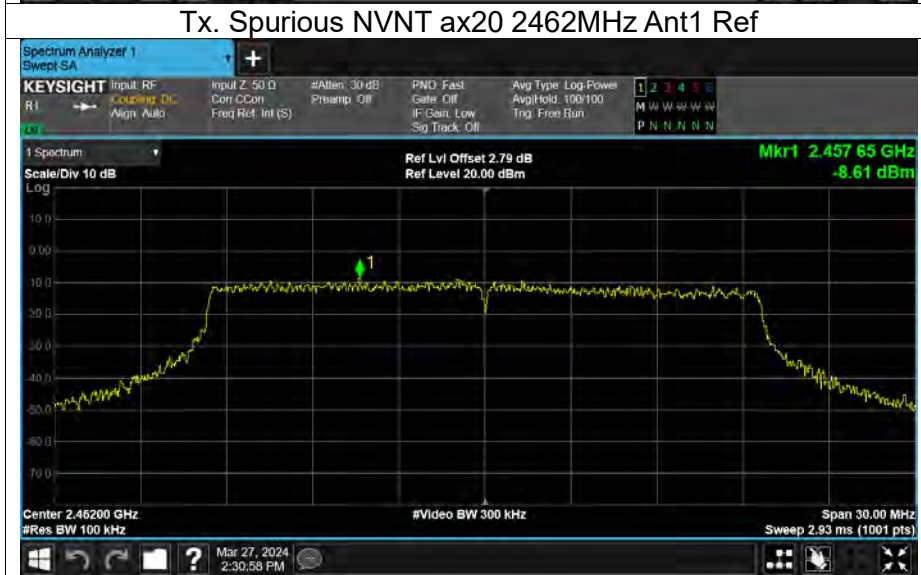 Tx. Spurious NVNT ax20 2462MHz Ant1 Ref
Spectrum Analyzer 1
Swept SA
+
KEYSIGHT
Input: RF
Coupling: DC
Align: Auto
Input Z: 50 Ω
Corr CCorr
Freq Ref: Int (S)
#Atten: 30 dB
Preamp: Off
PNO: Fast
Gate: Off
IF Gain: Low
Sig Track: Off
Avg Type: Log-Power
Avg|Hold: 100/100
Trig: Free Run
1 2 3 4 5 6
M W W W W W
P N N N N N
1 Spectrum
Scale/Div 10 dB
Ref Lvl Offset 2.79 dB
Ref Level 20.00 dBm
Mkr1 2.457 65 GHz
-8.61 dBm
Log
10.0
0.00
-10.0
-20.0
-30.0
-40.0
-50.0
-60.0
-70.0
1
Center 2.46200 GHz
#Res BW 100 kHz
#Video BW 300 kHz
Span 30.00 MHz
Sweep 2.93 ms (1001 pts)
?
Mar 27, 2024
2:30:58 PM